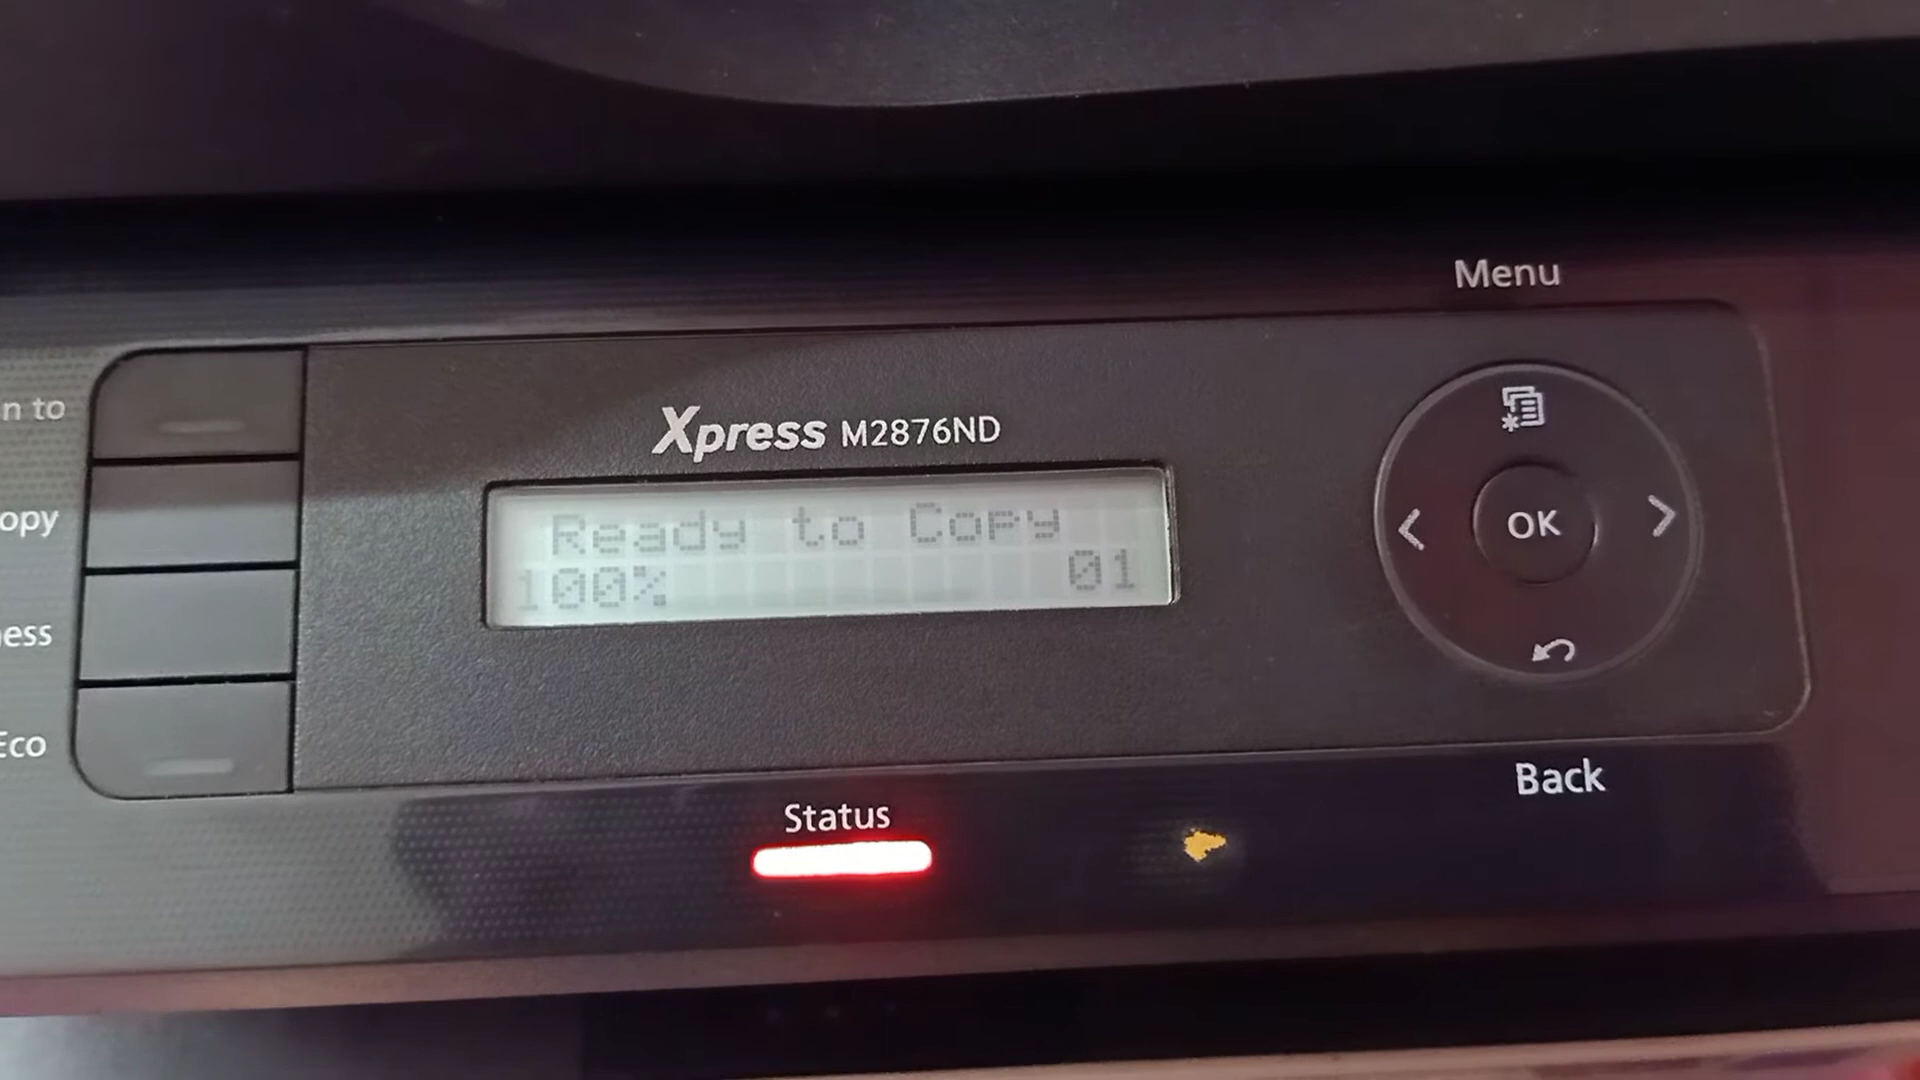 Menu
n to
Xpress M2876ND
opy
Ready to Copy
100% 01
OK
ess
Eco
Back
Status